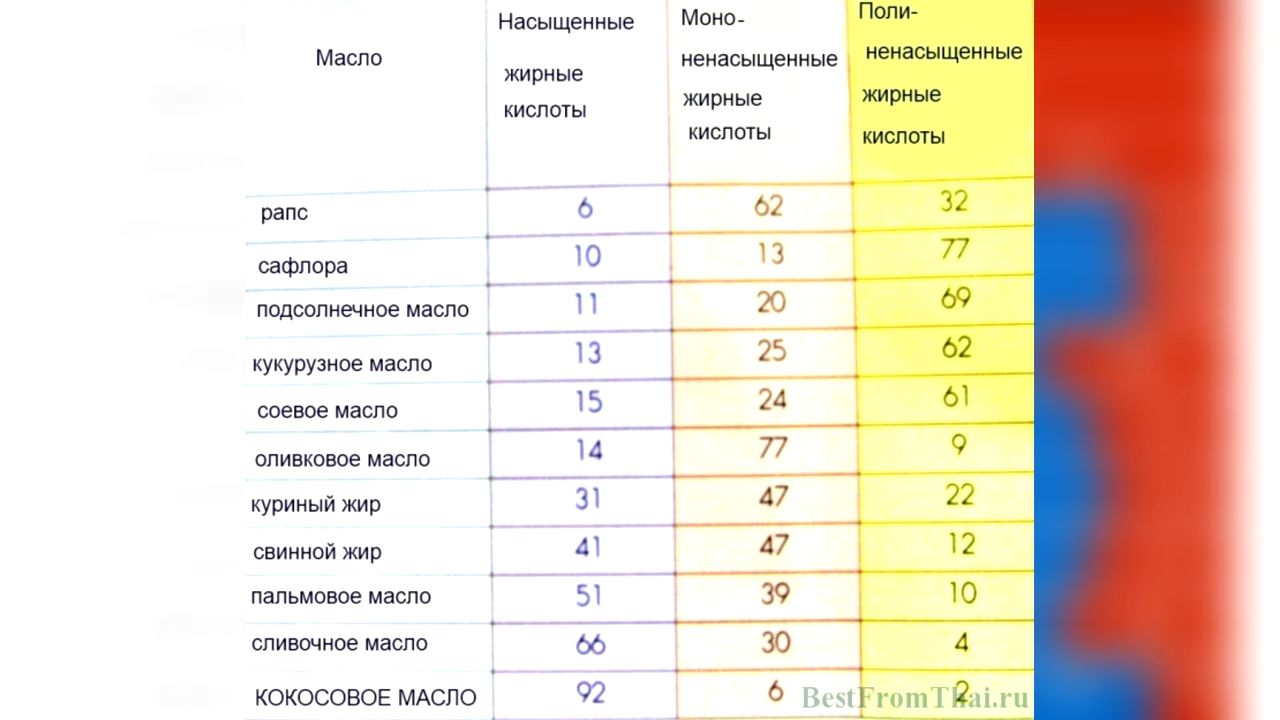 Масло
Насыщенные
жирные
кислоты
Моно-
ненасыщенные
жирные
кислоты
Поли-
ненасыщенные
жирные
кислоты
рапс 6 62 32
сафлора 10 13 77
подсолнечное масло 11 20 69
кукурузное масло 13 25 62
соевое масло 15 24 61
оливковое масло 14 77 9
куриный жир 31 47 22
свинной жир 41 47 12
пальмовое масло 51 39 10
сливочное масло 66 30 4
КОКОСОВОЕ МАСЛО 92 6 2
BestFromThai.ru